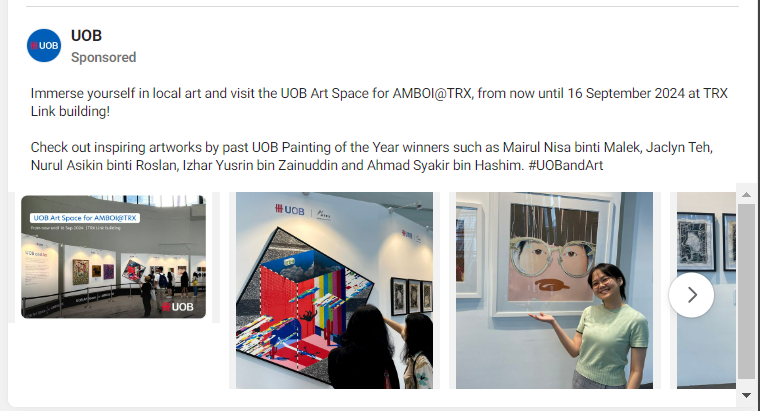 UOB
UOB
Sponsored
Immerse yourself in local art and visit the UOB Art Space for AMBOI@TRX, from now until 16 September 2024 at TRX
Link building!
Check out inspiring artworks by past UOB Painting of the Year winners such as Mairul Nisa binti Malek, Jaclyn Teh,
Nurul Asikin binti Roslan, Izhar Yusrin bin Zainuddin and Ahmad Syakir bin Hashim. #UOBandArt
UOB Art Space for AMBOI@TRX
From now until 16 Sep 2024 | TRX Link building
UOB
UOB